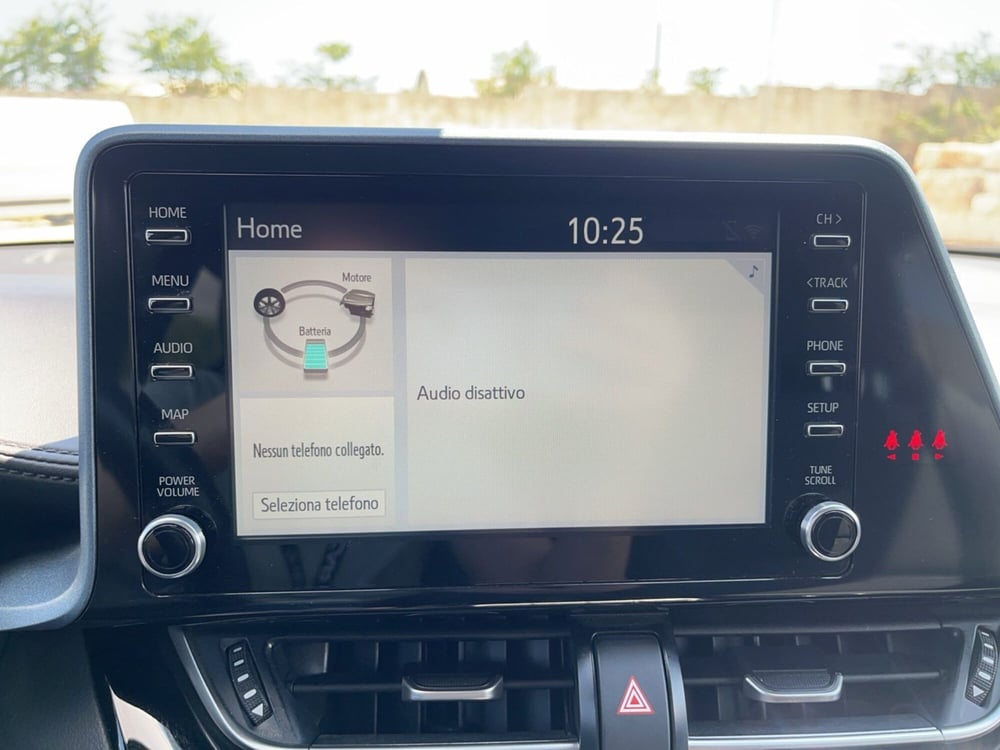 HOME
MENU
AUDIO
MAP
POWER
VOLUME
Home
10:25
Motore
Batteria
Nessun telefono collegato.
Seleziona telefono
Audio disattivo
CH >
< TRACK
PHONE
SETUP
TUNE
SCROLL